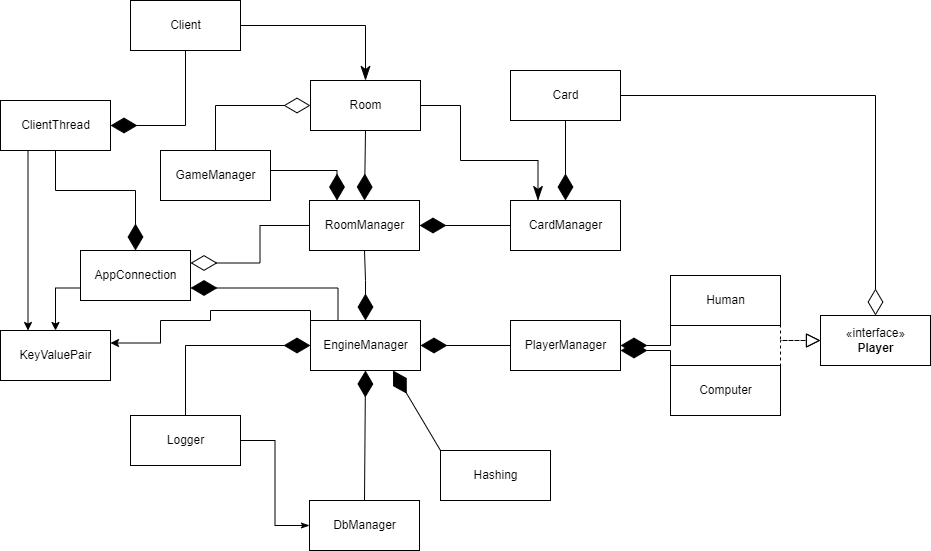 Client
Room
Card
ClientThread
GameManager
RoomManager
CardManager
AppConnection
Human
«interface»
Player
KeyValuePair
EngineManager
PlayerManager
Computer
Logger
Hashing
DbManager